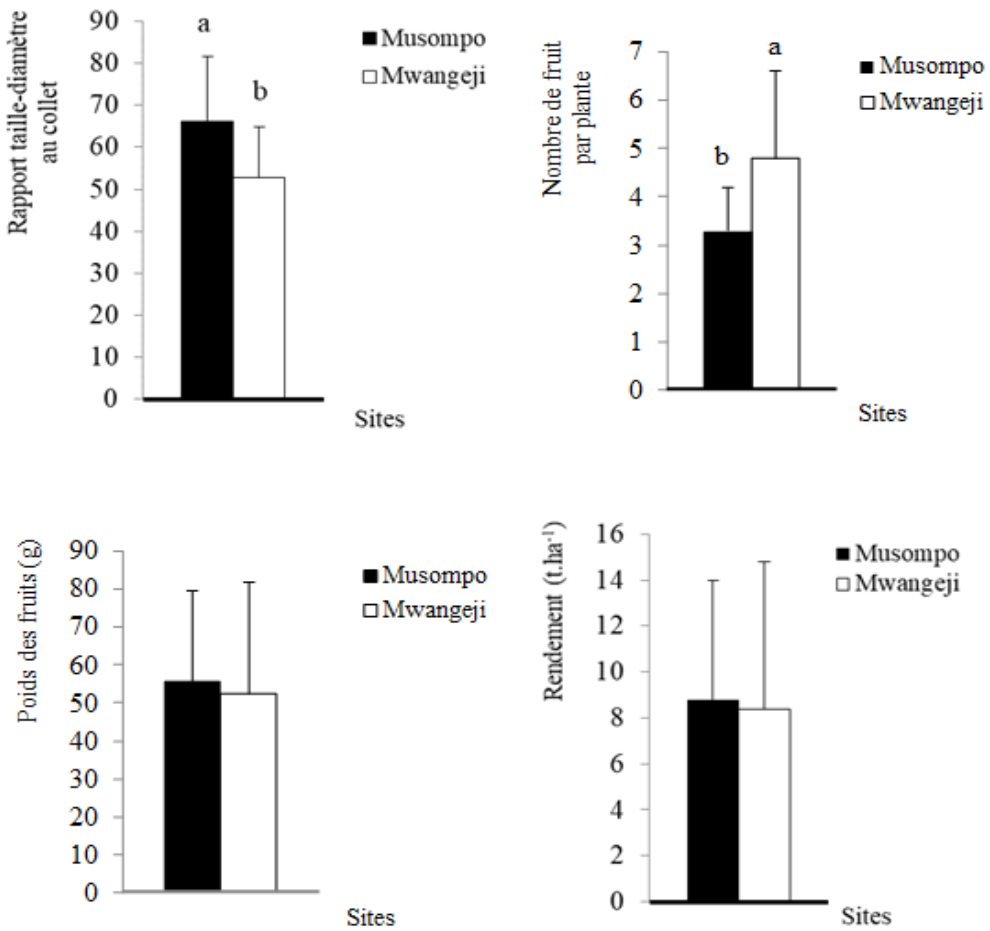 Rapport taille-diamètre
au collet
90
80
70
60
50
40
30
20
10
0
a
b
Musompo
Mwangeji
Sites
Nombre de fruit
par plante
7
6
5
4
3
2
1
0
b
a
Musompo
Mwangeji
Sites
Poids des fruits (g)
90
80
70
60
50
40
30
20
10
0
Musompo
Mwangeji
Sites
Rendement (t.ha⁻¹)
16
14
12
10
8
6
4
2
0
Musompo
Mwangeji
Sites